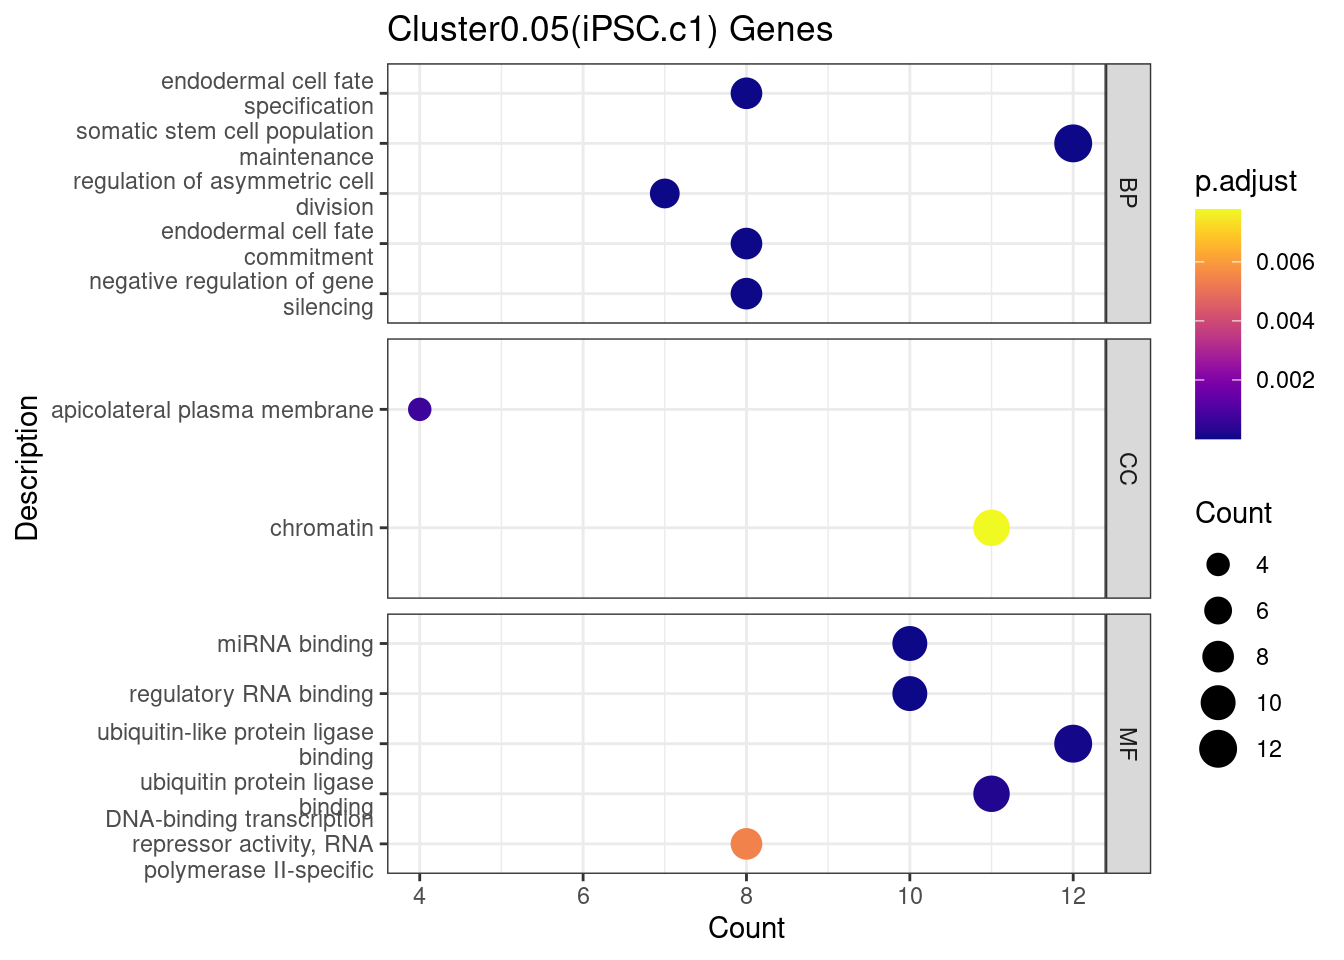 Cluster0.05(iPSC.c1) Genes
endodermal cell fate
specification
somatic stem cell population
maintenance
regulation of asymmetric cell
division
endodermal cell fate
commitment
negative regulation of gene
silencing
BP
apicolateral plasma membrane
chromatin
CC
miRNA binding
regulatory RNA binding
ubiquitin-like protein ligase
binding
ubiquitin protein ligase
binding
DNA-binding transcription
repressor activity, RNA
polymerase II-specific
MF
4
6
8
10
12
Count
Description
p.adjust
0.006
0.004
0.002
Count
4
6
8
10
12